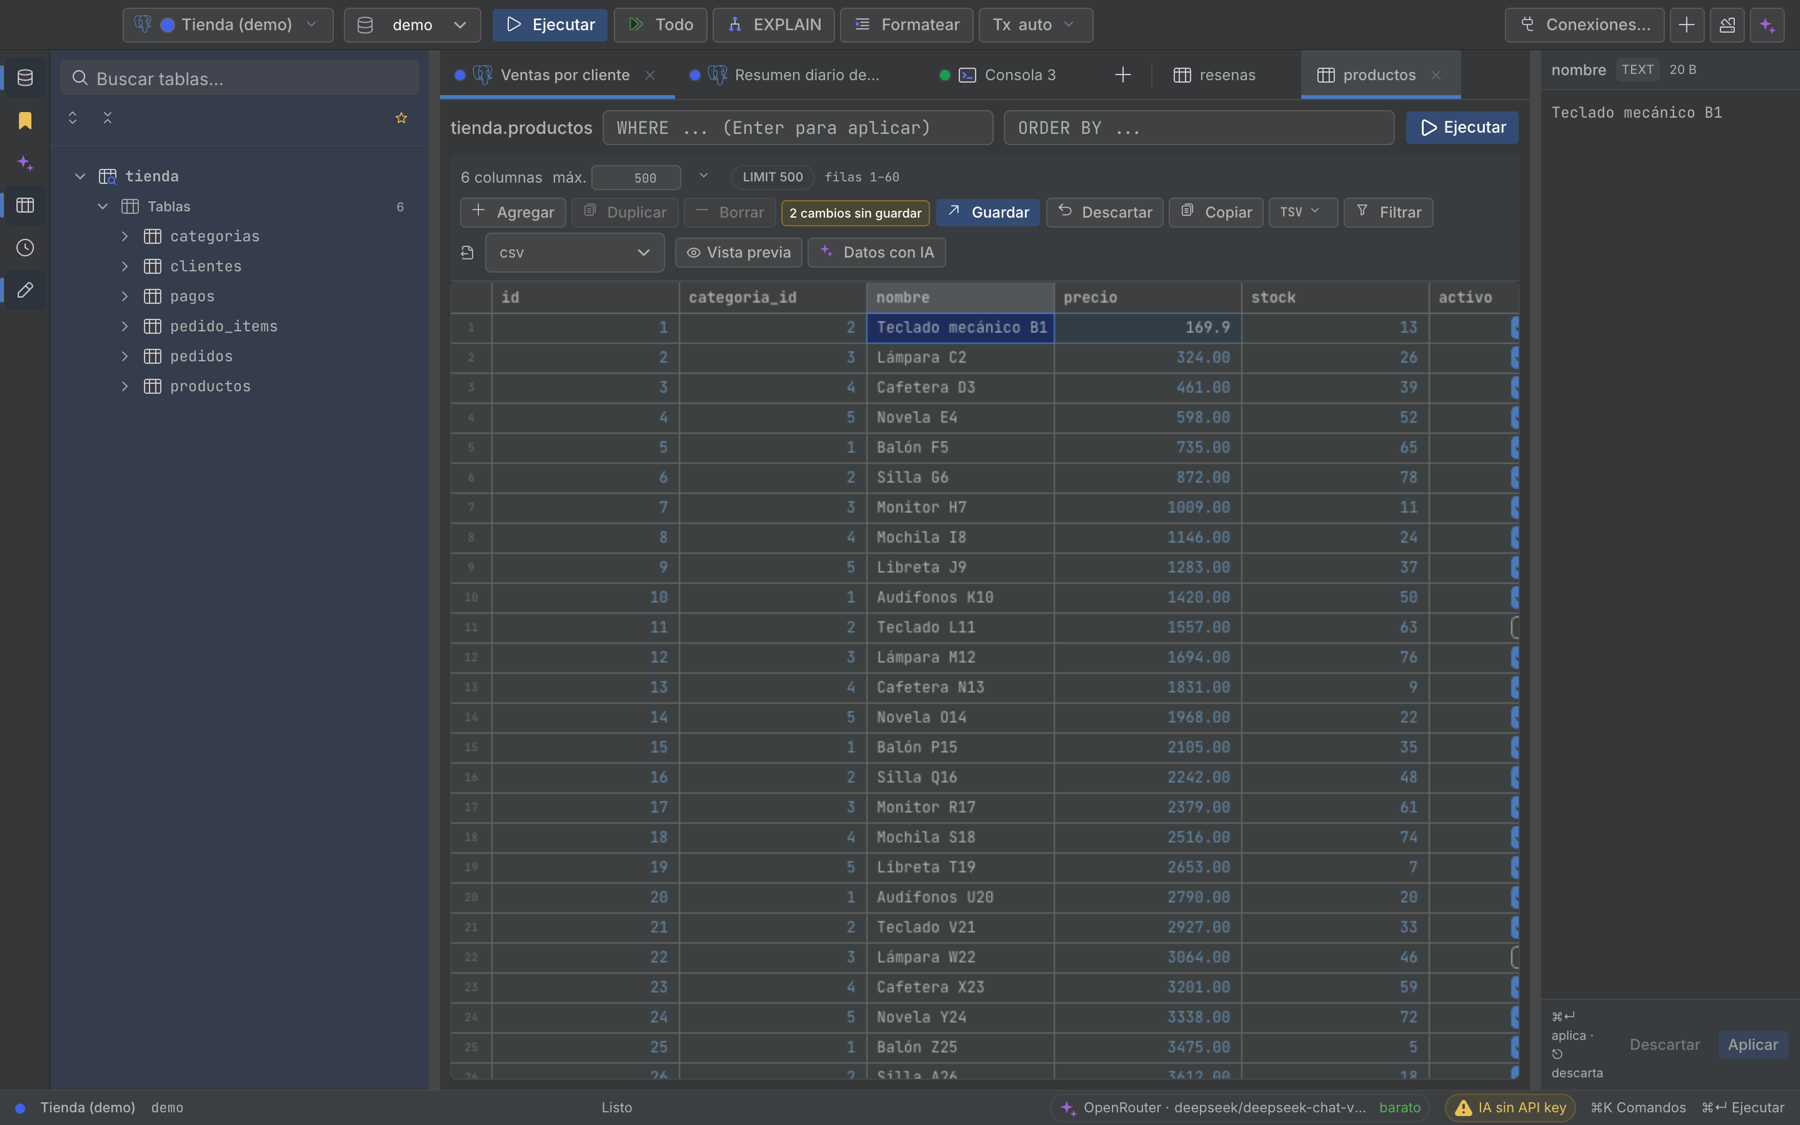 Tienda (demo) demo Ejecutar Todo EXPLAIN Formatear Tx auto Conexiones...
Buscar tablas...
tienda
Tablas 6
categorias
clientes
pagos
pedido_items
pedidos
productos
Ventas por cliente Resumen diario de... Consola 3 resenas productos
tienda.productos WHERE ... (Enter para aplicar) ORDER BY ... Ejecutar
6 columnas máx. 500 LIMIT 500 filas 1–60
Agregar Duplicar Borrar 2 cambios sin guardar Guardar Descartar Copiar TSV Filtrar
csv Vista previa Datos con IA
id categoria_id nombre precio stock activo
1 1 2 Teclado mecánico B1 169.9 13
2 2 3 Lámpara C2 324.00 26
3 3 4 Cafetera D3 461.00 39
4 4 5 Novela E4 598.00 52
5 5 1 Balón F5 735.00 65
6 6 2 Silla G6 872.00 78
7 7 3 Monitor H7 1009.00 11
8 8 4 Mochila I8 1146.00 24
9 9 5 Libreta J9 1283.00 37
10 10 1 Audífonos K10 1420.00 50
11 11 2 Teclado L11 1557.00 63
12 12 3 Lámpara M12 1694.00 76
13 13 4 Cafetera N13 1831.00 9
14 14 5 Novela O14 1968.00 22
15 15 1 Balón P15 2105.00 35
16 16 2 Silla Q16 2242.00 48
17 17 3 Monitor R17 2379.00 61
18 18 4 Mochila S18 2516.00 74
19 19 5 Libreta T19 2653.00 7
20 20 1 Audífonos U20 2790.00 20
21 21 2 Teclado V21 2927.00 33
22 22 3 Lámpara W22 3064.00 46
23 23 4 Cafetera X23 3201.00 59
24 24 5 Novela Y24 3338.00 72
25 25 1 Balón Z25 3475.00 5
26 26 2 Silla A26 3612.00 18
nombre TEXT 20 B
Teclado mecánico B1
⌘↵
aplica ·
descarta
Descartar Aplicar
Tienda (demo) demo Listo OpenRouter · deepseek/deepseek-chat-v... barato IA sin API key ⌘K Comandos ⌘↵ Ejecutar